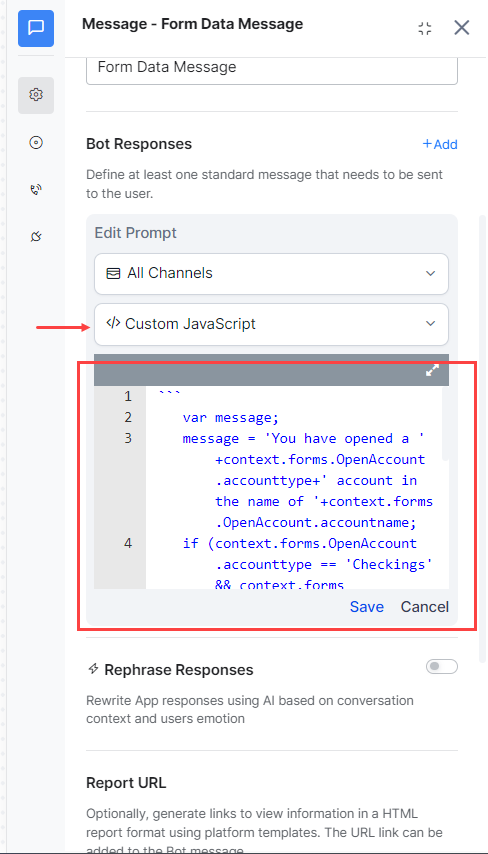 Message - Form Data Message
Form Data Message
Bot Responses
+Add
Define at least one standard message that needs to be sent
to the user.
Edit Prompt
All Channels
</> Custom JavaScript
1 ```
2 var message;
3 message = 'You have opened a '
+context.forms.OpenAccount
.accounttype+' account in
the name of '+context.forms
.OpenAccount.accountname;
4 if (context.forms.OpenAccount
.accounttype == 'Checkings'
&& context.forms
Save Cancel
Rephrase Responses
Rewrite App responses using AI based on conversation
context and users emotion
Report URL
Optionally, generate links to view information in a HTML
report format using platform templates. The URL link can be
added to the Bot message